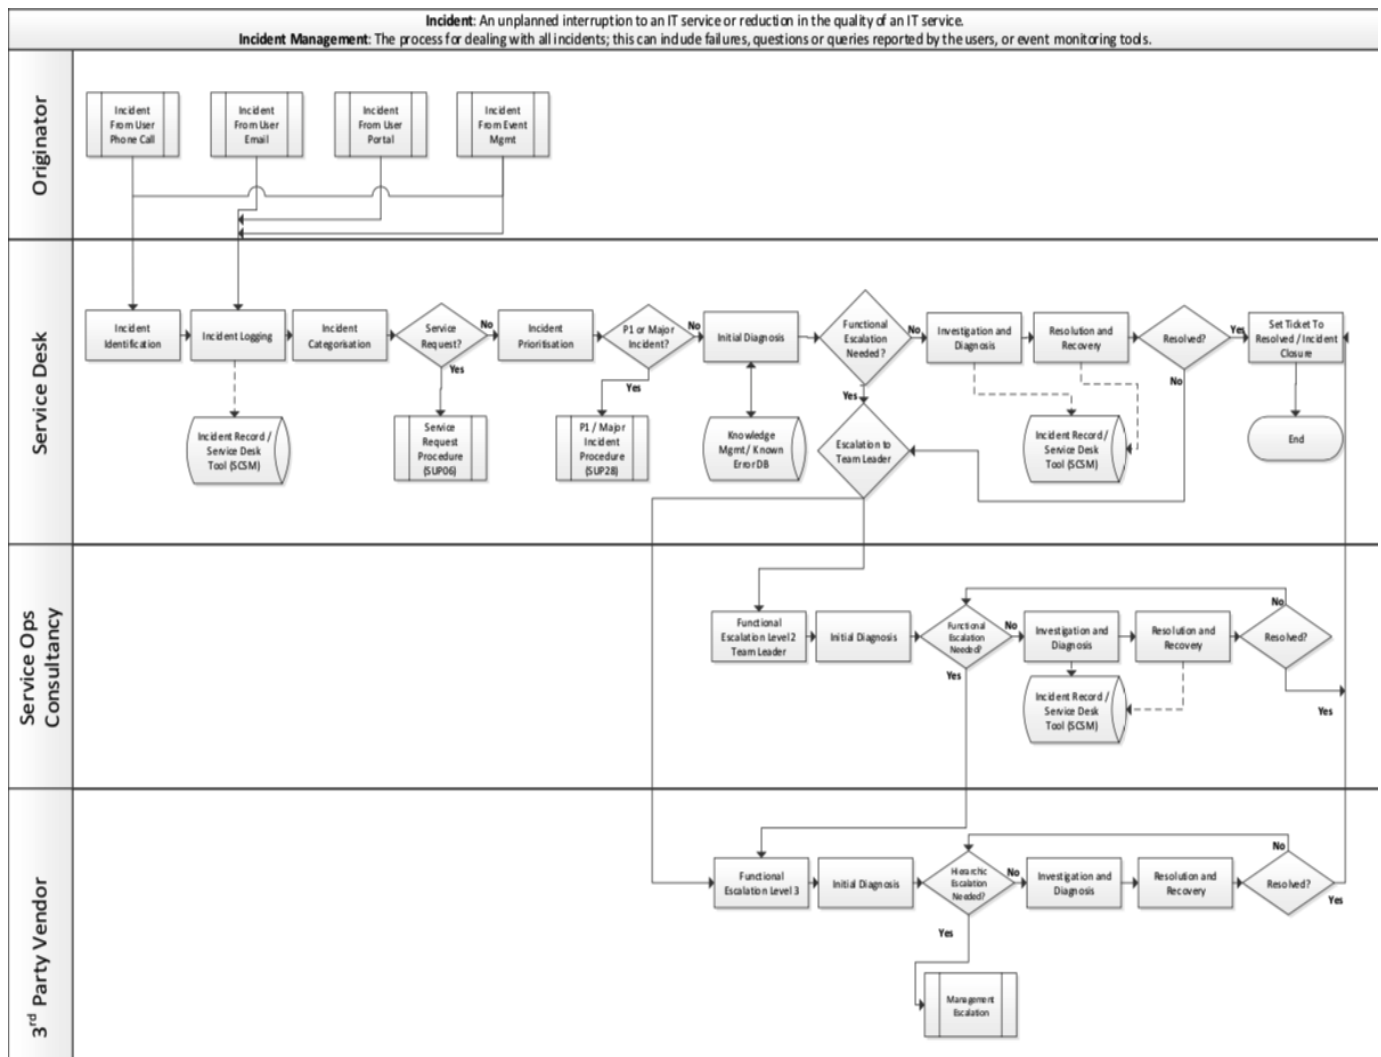 Incident: An unplanned interruption to an IT service or reduction in the quality of an IT service.
Incident Management: The process for dealing with all incidents; this can include failures, questions or queries reported by the users, or event monitoring tools.
Originator
Incident
From User
Phone Call
Incident
From User
Email
Incident
From User
Portal
Incident
From Event
Mgmt
Service Desk
Incident
Identification
Incident Logging
Incident
Categorisation
Service
Request?
No
Yes
Incident
Prioritisation
P1 or Major
Incident?
No
Yes
Initial Diagnosis
Functional
Escalation
Needed?
No
Yes
Investigation and
Diagnosis
Resolution and
Recovery
Resolved?
Yes
No
Set Ticket To
Resolved / Incident
Closure
Incident Record /
Service Desk
Tool (SCSM)
Service
Request
Procedure
(SUP06)
P1 / Major
Incident
Procedure
(SUP28)
Knowledge
Mgmt/ Known
Error DB
Escalation to
Team Leader
Incident Record /
Service Desk
Tool (SCSM)
End
Service Ops
Consultancy
Functional
Escalation Level 2
Team Leader
Initial Diagnosis
Functional
Escalation
Needed?
No
Yes
Investigation and
Diagnosis
Resolution and
Recovery
Resolved?
No
Yes
Incident Record /
Service Desk
Tool (SCSM)
3rd Party Vendor
Functional
Escalation Level 3
Initial Diagnosis
Hierarchic
Escalation
Needed?
No
Yes
Investigation and
Diagnosis
Resolution and
Recovery
Resolved?
No
Yes
Management
Escalation